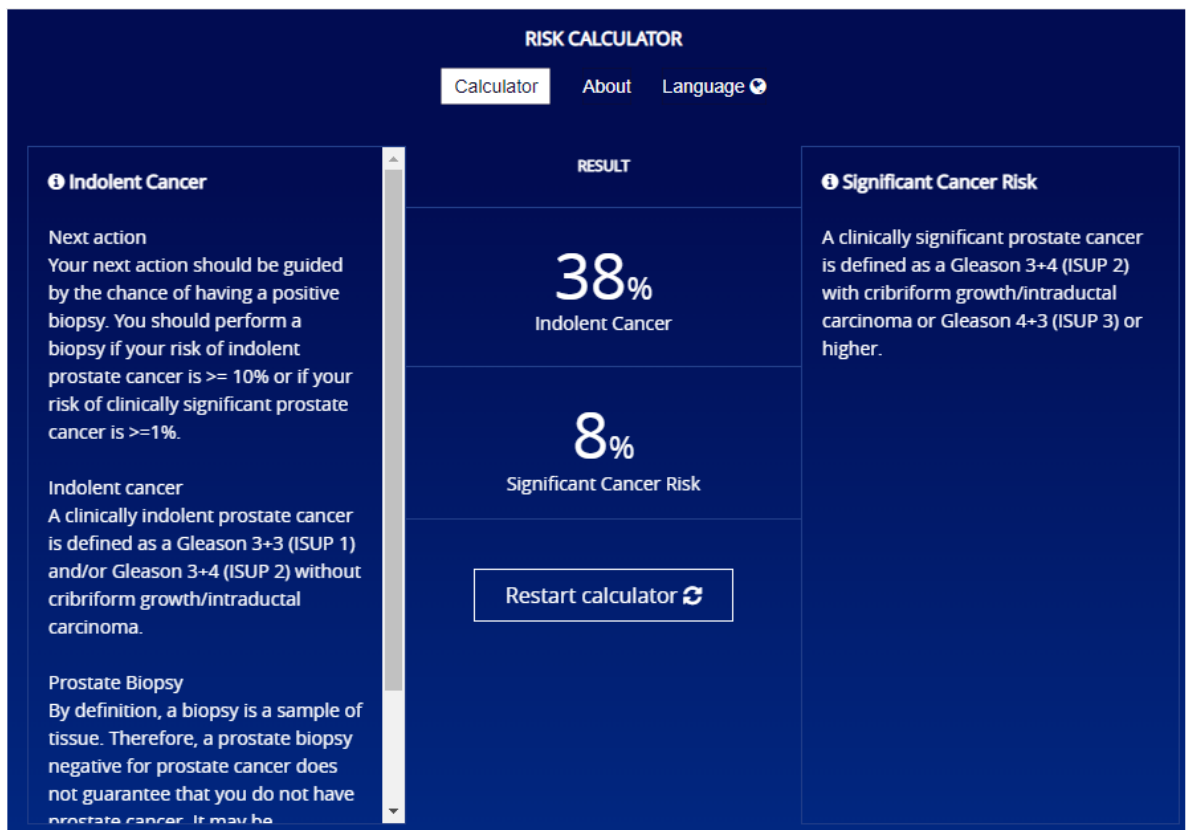 RISK CALCULATOR
Calculator About Language
Indolent Cancer
Next action
Your next action should be guided
by the chance of having a positive
biopsy. You should perform a
biopsy if your risk of indolent
prostate cancer is >= 10% or if your
risk of clinically significant prostate
cancer is >=1%.
Indolent cancer
A clinically indolent prostate cancer
is defined as a Gleason 3+3 (ISUP 1)
and/or Gleason 3+4 (ISUP 2) without
cribriform growth/intraductal
carcinoma.
Prostate Biopsy
By definition, a biopsy is a sample of
tissue. Therefore, a prostate biopsy
negative for prostate cancer does
not guarantee that you do not have
prostate cancer. It may be
RESULT
38%
Indolent Cancer
8%
Significant Cancer Risk
Restart calculator
Significant Cancer Risk
A clinically significant prostate cancer
is defined as a Gleason 3+4 (ISUP 2)
with cribriform growth/intraductal
carcinoma or Gleason 4+3 (ISUP 3) or
higher.